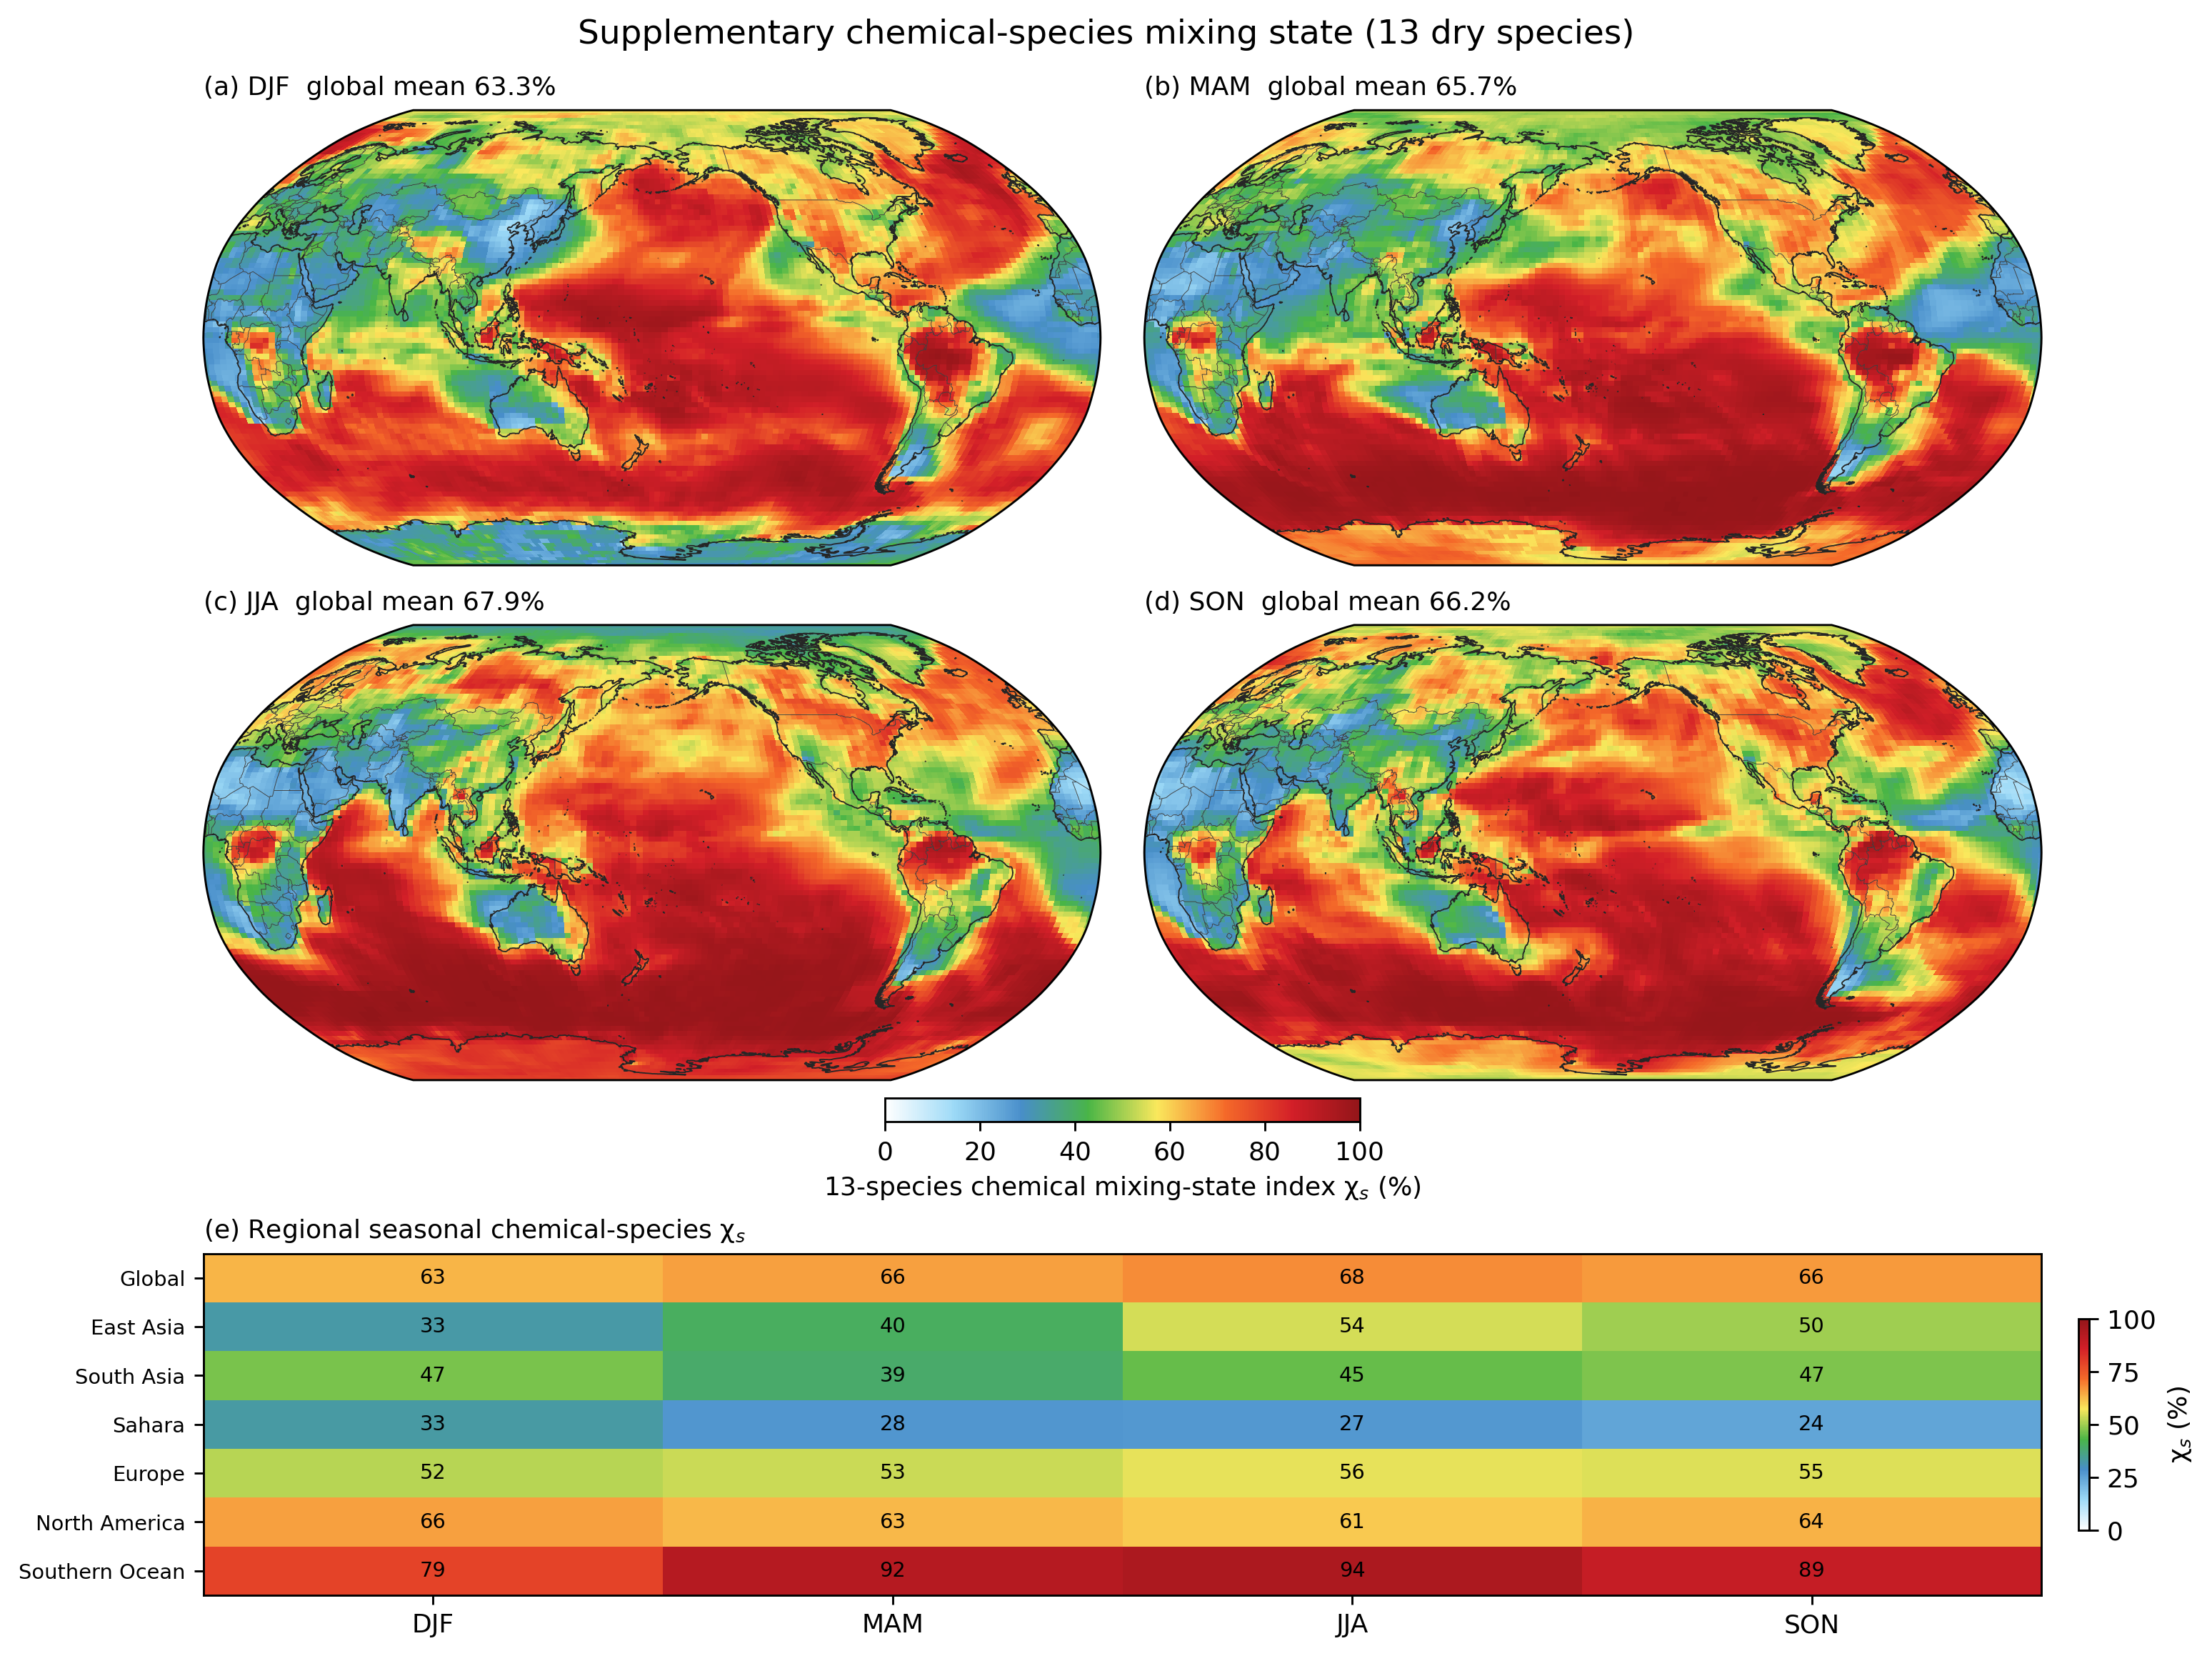 Supplementary chemical-species mixing state (13 dry species)
(a) DJF  global mean 63.3%
(b) MAM  global mean 65.7%
(c) JJA  global mean 67.9%
(d) SON  global mean 66.2%
0 20 40 60 80 100
13-species chemical mixing-state index χs (%)
(e) Regional seasonal chemical-species χs
Global 63 66 68 66
East Asia 33 40 54 50
South Asia 47 39 45 47
Sahara 33 28 27 24
Europe 52 53 56 55
North America 66 63 61 64
Southern Ocean 79 92 94 89
DJF MAM JJA SON
100
75
50
25
0
χs (%)